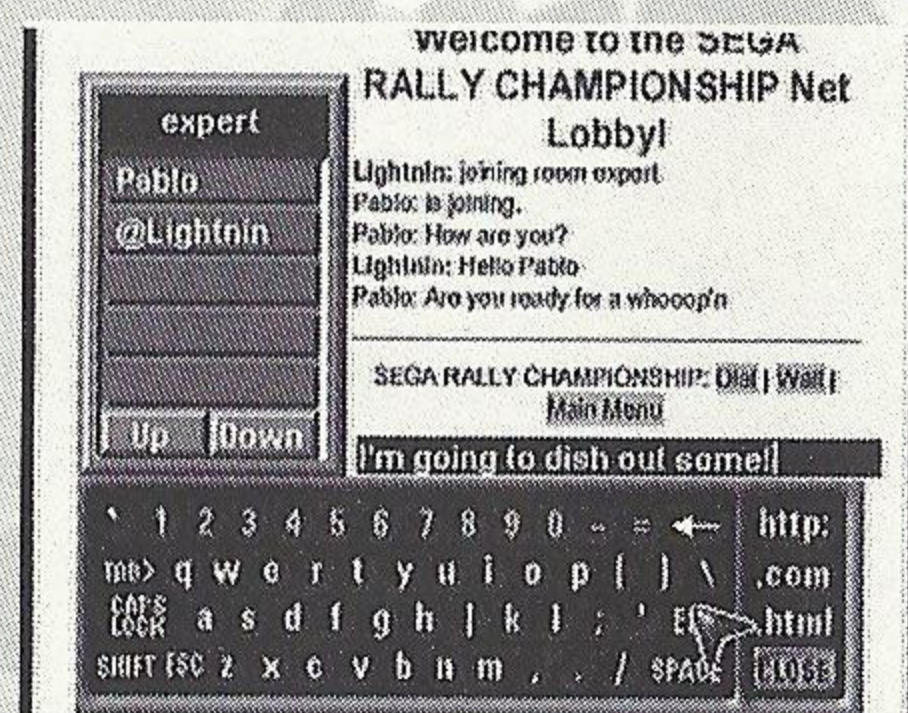 Welcome to the SEGA
RALLY CHAMPIONSHIP Net
Lobby!
expert
Pablo
@Lightnin
Up Down
Lightnin: joining room expert
Pablo: is joining.
Pablo: How are you?
Lightnin: Hello Pablo
Pablo: Are you ready for a whooop'n
SEGA RALLY CHAMPIONSHIP: Dial | Wait |
Main Menu
I'm going to dish out some!
` 1 2 3 4 5 6 7 8 9 0 - = http:
q w e r t y u i o p [ ] \ .com
CAPS LOCK a s d f g h j k l ; ' .html
SHIFT ESC z x c v b n m , . / SPACE CLOSE